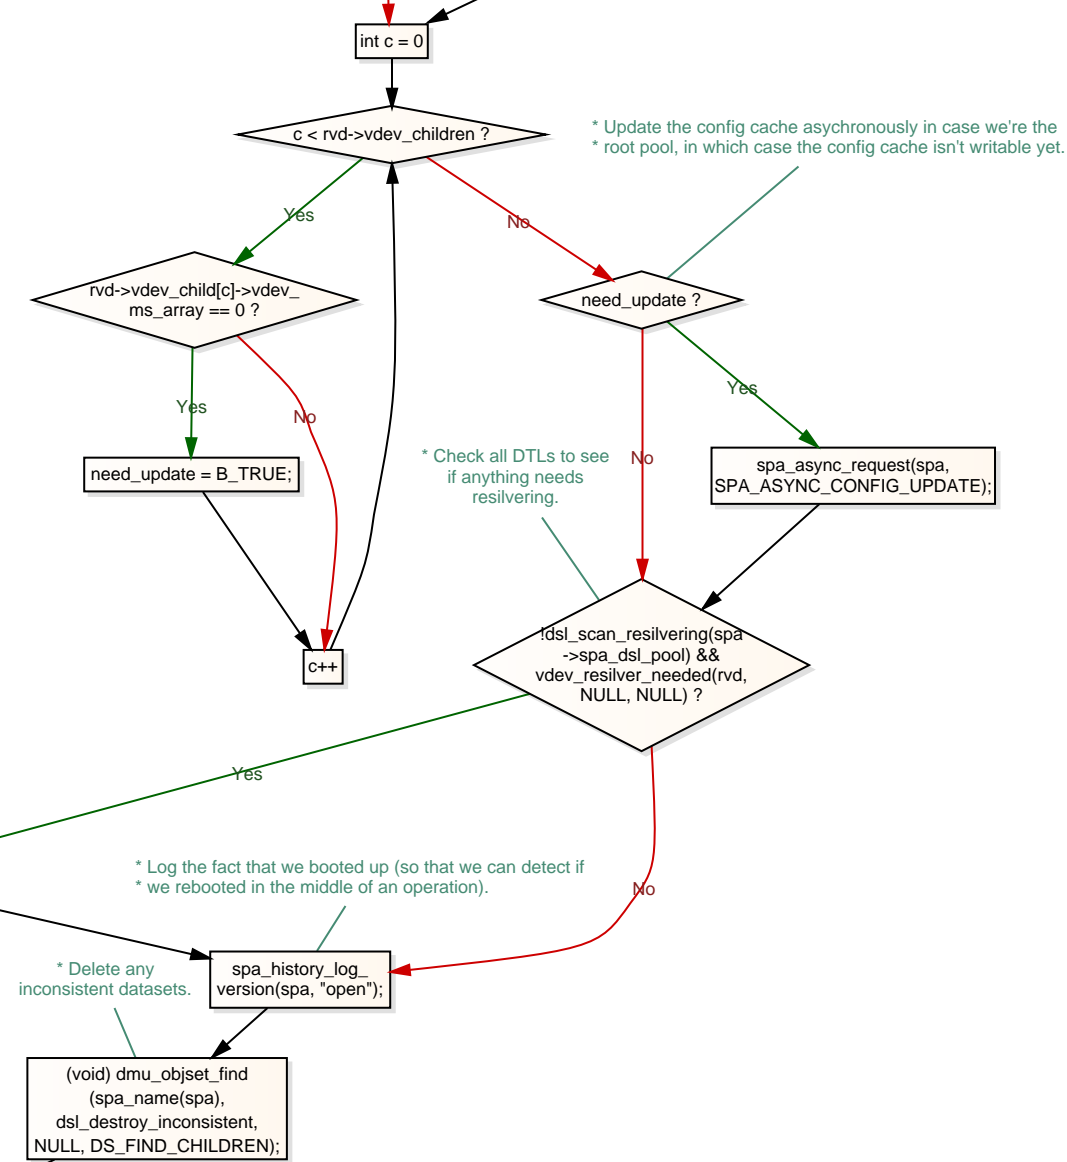 int c = 0
c < rvd->vdev_children ?
* Update the config cache asychronously in case we're the
* root pool, in which case the config cache isn't writable yet.
Yes
No
rvd->vdev_child[c]->vdev_
ms_array == 0 ?
need_update ?
Yes
Yes
No
No
* Check all DTLs to see
if anything needs
resilvering.
need_update = B_TRUE;
spa_async_request(spa,
SPA_ASYNC_CONFIG_UPDATE);
c++
!dsl_scan_resilvering(spa
->spa_dsl_pool) &&
vdev_resilver_needed(rvd,
NULL, NULL) ?
Yes
No
* Log the fact that we booted up (so that we can detect if
* we rebooted in the middle of an operation).
spa_history_log_
version(spa, "open");
* Delete any
inconsistent datasets.
(void) dmu_objset_find
(spa_name(spa),
dsl_destroy_inconsistent,
NULL, DS_FIND_CHILDREN);